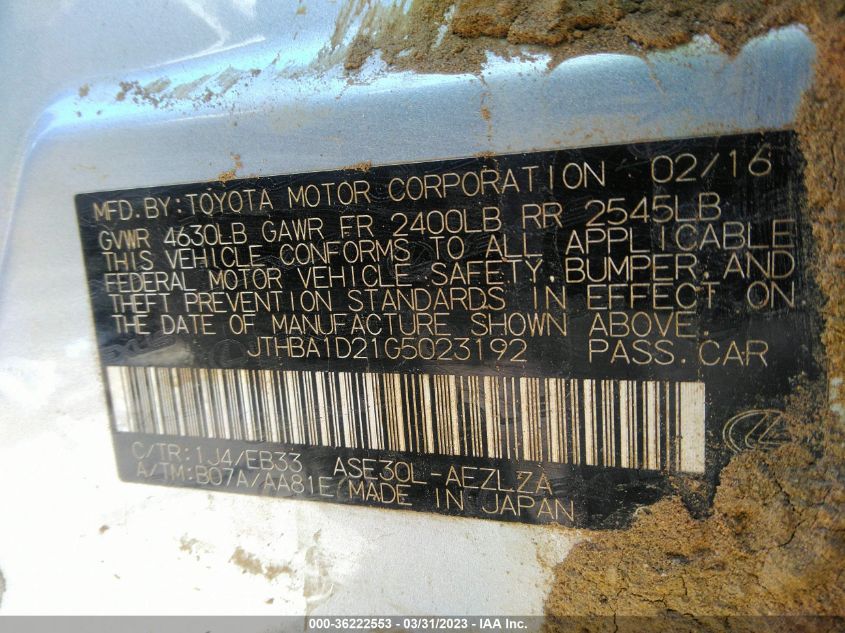 MFD. BY: TOYOTA MOTOR CORPORATION 02/16
GVWR 4630LB GAWR FR 2400LB RR 2545LB
THIS VEHICLE CONFORMS TO ALL APPLICABLE
FEDERAL MOTOR VEHICLE SAFETY, BUMPER, AND
THEFT PREVENTION STANDARDS IN EFFECT ON
THE DATE OF MANUFACTURE SHOWN ABOVE.
JTHBA1D21G5023192 PASS. CAR
C/TR: 1J4/EB33 ASE30L-AEZLZA
A/TM: B07A/AA81E MADE IN JAPAN
000-36222553 - 03/31/2023 - IAA Inc.